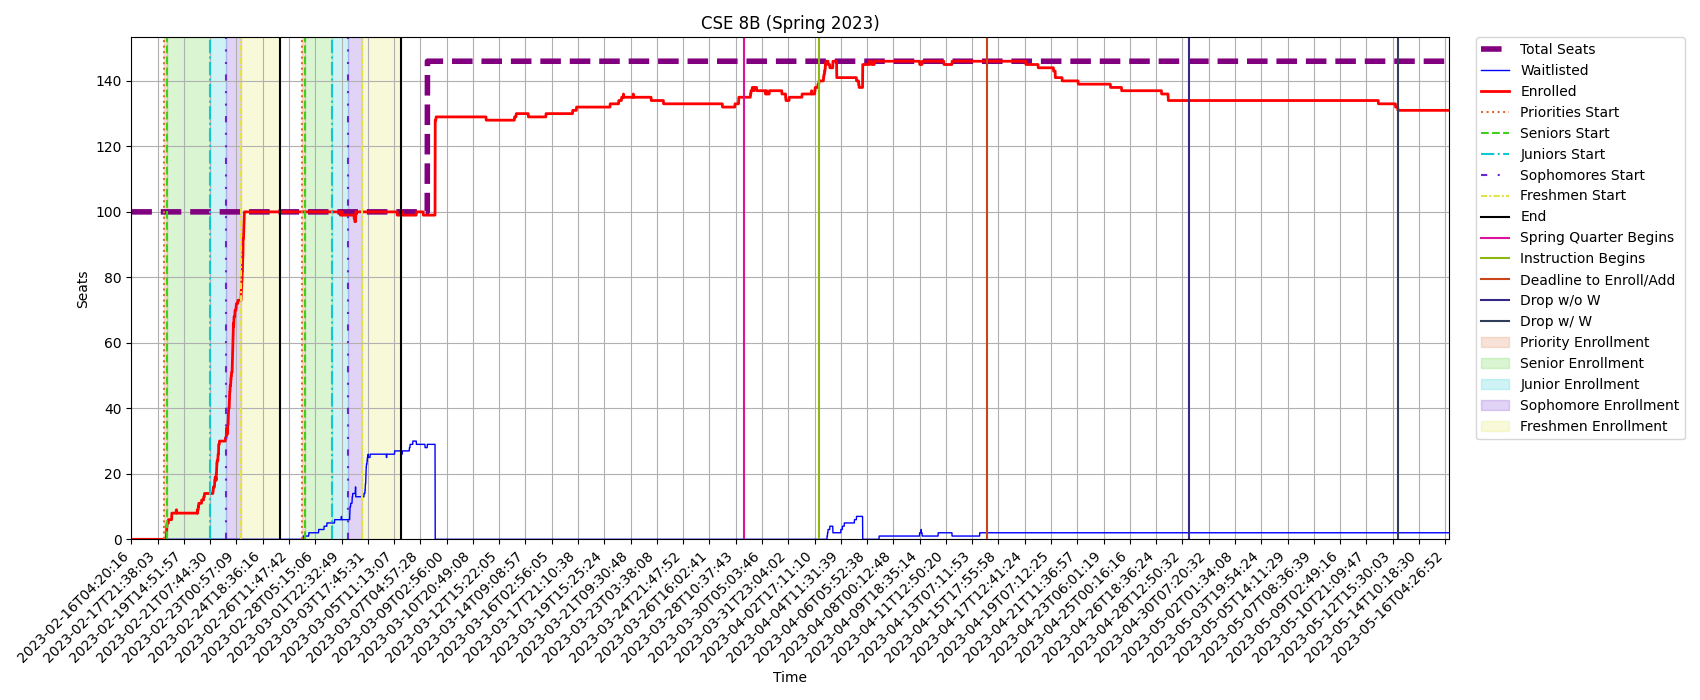 CSE 8B (Spring 2023)
Seats
140
120
100
80
60
40
20
0
2023-02-16T04:20:16
2023-02-17T21:38:03
2023-02-19T14:51:57
2023-02-21T07:44:30
2023-02-23T00:57:09
2023-02-24T18:36:16
2023-02-26T11:47:42
2023-02-28T05:15:06
2023-03-01T22:32:49
2023-03-03T17:45:31
2023-03-05T11:13:07
2023-03-07T04:57:28
2023-03-09T02:56:00
2023-03-10T20:49:08
2023-03-12T15:22:05
2023-03-14T09:08:57
2023-03-16T02:56:05
2023-03-17T21:10:38
2023-03-19T15:25:24
2023-03-21T09:30:48
2023-03-23T03:38:08
2023-03-24T21:47:52
2023-03-26T16:02:41
2023-03-28T10:37:43
2023-03-30T05:03:46
2023-03-31T23:04:02
2023-04-02T17:11:10
2023-04-04T11:31:39
2023-04-06T05:52:38
2023-04-08T00:12:48
2023-04-09T18:35:14
2023-04-11T12:50:20
2023-04-13T07:11:53
2023-04-15T17:55:58
2023-04-17T12:41:24
2023-04-19T07:12:25
2023-04-21T11:36:57
2023-04-23T06:01:19
2023-04-25T00:16:16
2023-04-26T18:36:24
2023-04-28T12:50:32
2023-04-30T07:20:32
2023-05-02T01:34:08
2023-05-03T19:54:24
2023-05-05T14:11:29
2023-05-07T08:36:39
2023-05-09T02:49:16
2023-05-10T21:09:47
2023-05-12T15:30:03
2023-05-14T10:18:30
2023-05-16T04:26:52
Time
Total Seats
Waitlisted
Enrolled
Priorities Start
Seniors Start
Juniors Start
Sophomores Start
Freshmen Start
End
Spring Quarter Begins
Instruction Begins
Deadline to Enroll/Add
Drop w/o W
Drop w/ W
Priority Enrollment
Senior Enrollment
Junior Enrollment
Sophomore Enrollment
Freshmen Enrollment